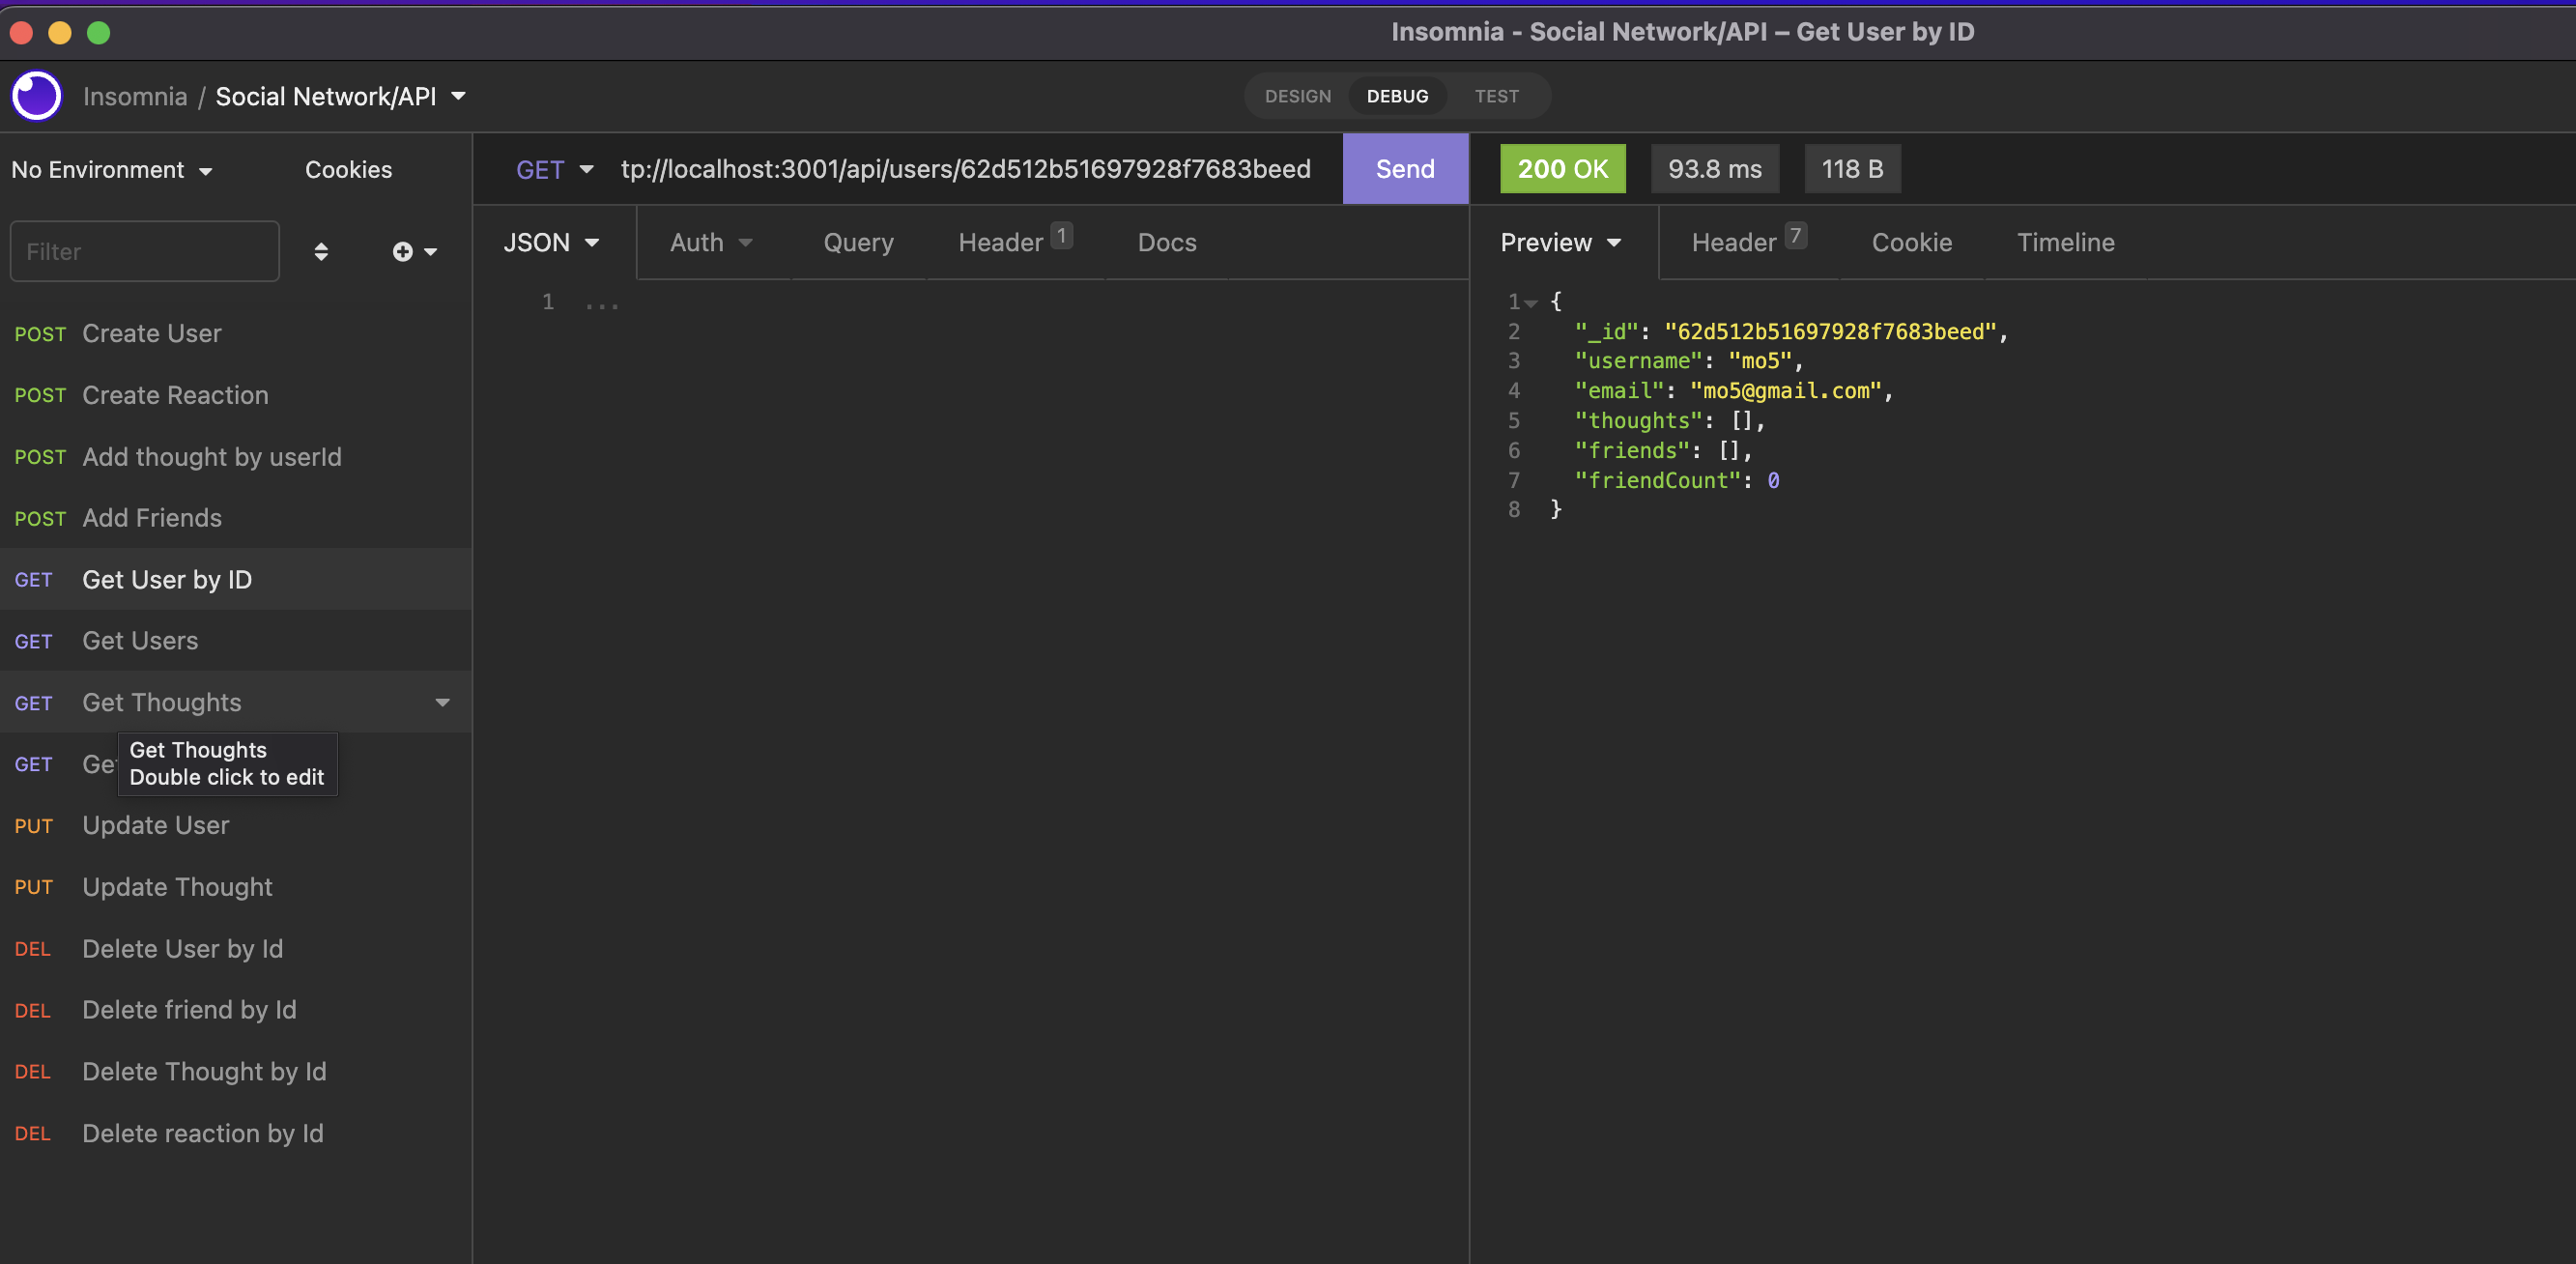 Insomnia - Social Network/API – Get User by ID
Insomnia / Social Network/API
DESIGN DEBUG TEST
No Environment Cookies
GET tp://localhost:3001/api/users/62d512b51697928f7683beed Send
200 OK 93.8 ms 118 B
Filter
JSON Auth Query Header 1 Docs
Preview Header 7 Cookie Timeline
1 ...
1 {
2 "_id": "62d512b51697928f7683beed",
3 "username": "mo5",
4 "email": "mo5@gmail.com",
5 "thoughts": [],
6 "friends": [],
7 "friendCount": 0
8 }
POST Create User
POST Create Reaction
POST Add thought by userId
POST Add Friends
GET Get User by ID
GET Get Users
GET Get Thoughts
GET
Get Thoughts
Double click to edit
PUT Update User
PUT Update Thought
DEL Delete User by Id
DEL Delete friend by Id
DEL Delete Thought by Id
DEL Delete reaction by Id